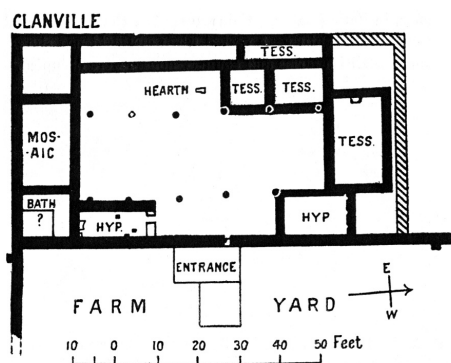 CLANVILLE
TESS.
HEARTH
TESS.
TESS.
MOS-
AIC
TESS.
BATH
?
HYP.
HYP
ENTRANCE
FARM YARD
E
W
10 0 10 20 30 40 50 Feet